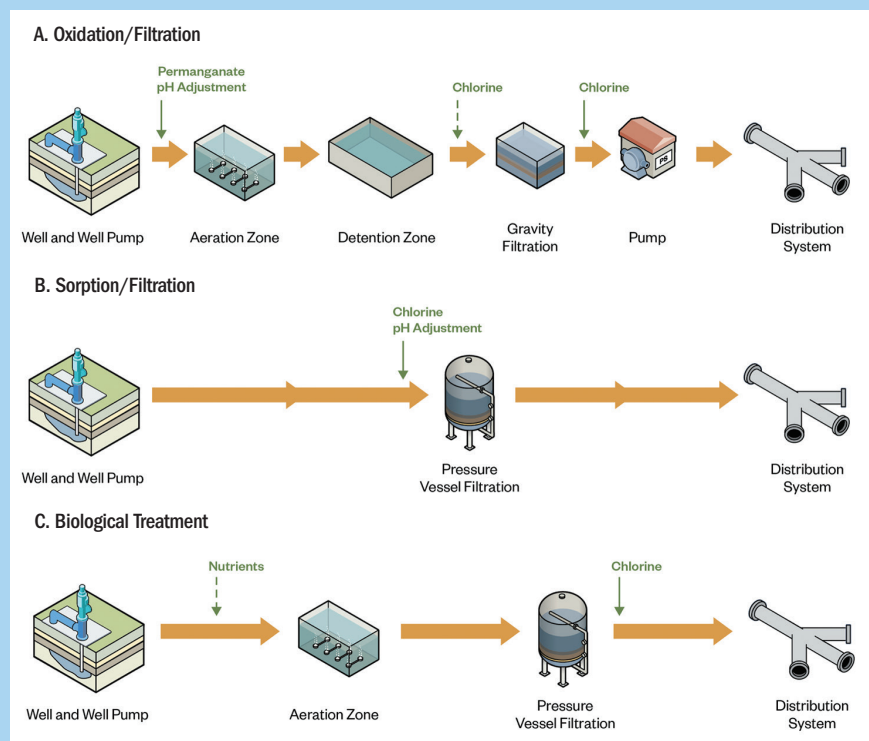 A. Oxidation/Filtration
Permanganate
pH Adjustment
Chlorine
Chlorine
PS
Well and Well Pump
Aeration Zone
Detention Zone
Gravity
Filtration
Pump
Distribution
System
B. Sorption/Filtration
Chlorine
pH Adjustment
Well and Well Pump
Pressure
Vessel Filtration
Distribution
System
C. Biological Treatment
Nutrients
Chlorine
Well and Well Pump
Aeration Zone
Pressure
Vessel Filtration
Distribution
System